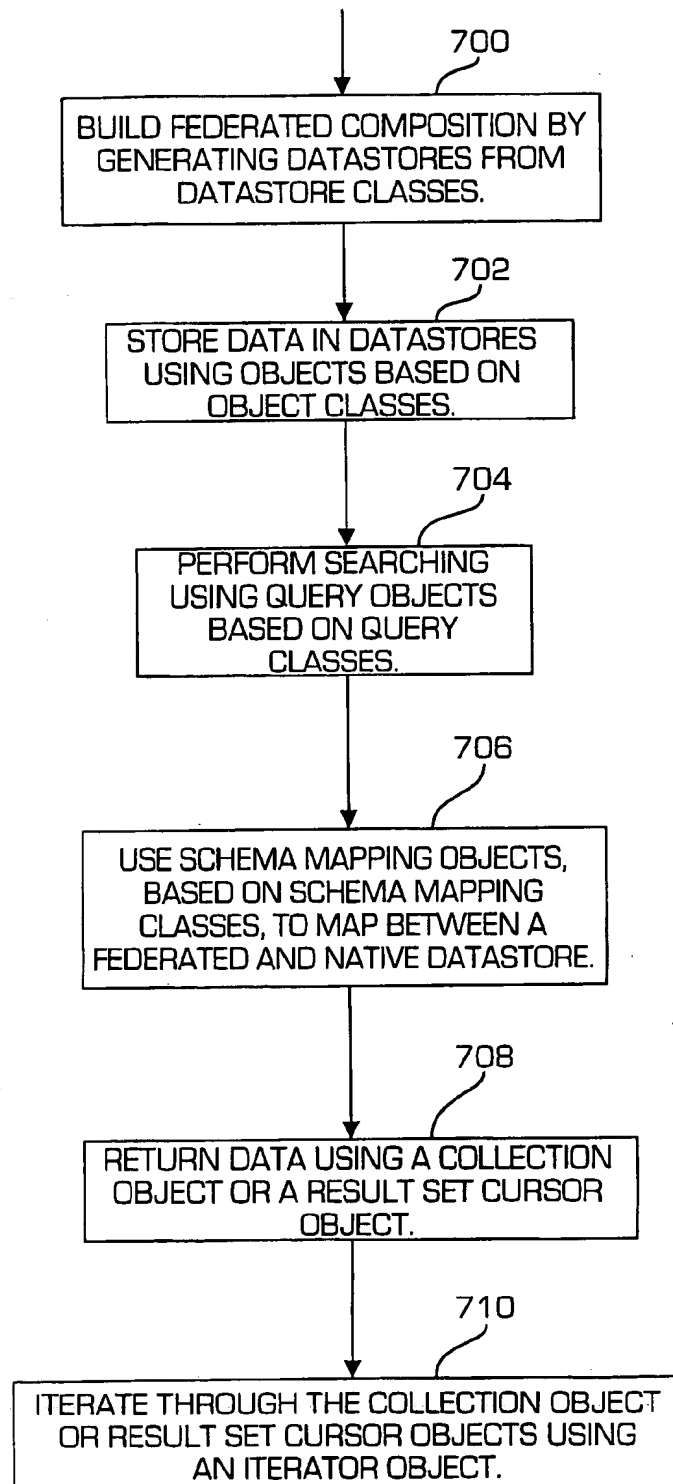 700
BUILD FEDERATED COMPOSITION BY
GENERATING DATASTORES FROM
DATASTORE CLASSES.
702
STORE DATA IN DATASTORES
USING OBJECTS BASED ON
OBJECT CLASSES.
704
PERFORM SEARCHING
USING QUERY OBJECTS
BASED ON QUERY
CLASSES.
706
USE SCHEMA MAPPING OBJECTS,
BASED ON SCHEMA MAPPING
CLASSES, TO MAP BETWEEN A
FEDERATED AND NATIVE DATASTORE.
708
RETURN DATA USING A COLLECTION
OBJECT OR A RESULT SET CURSOR
OBJECT.
710
ITERATE THROUGH THE COLLECTION OBJECT
OR RESULT SET CURSOR OBJECTS USING
AN ITERATOR OBJECT.